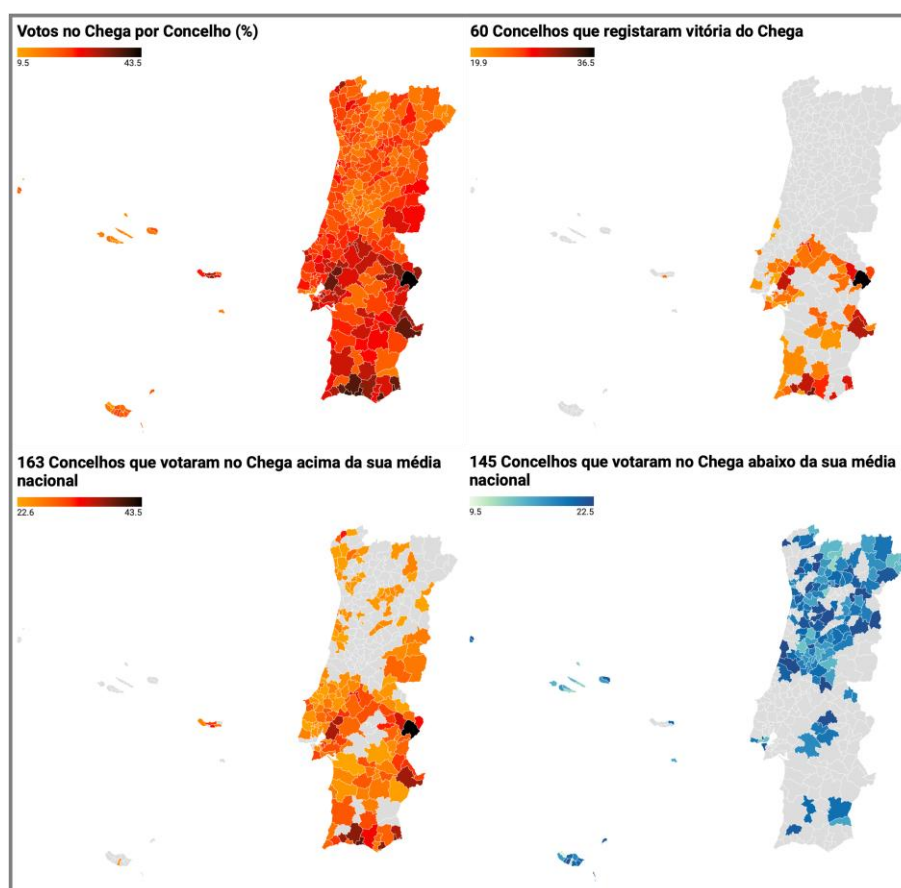 Votos no Chega por Concelho (%)
9.5 43.5
60 Concelhos que registaram vitória do Chega
19.9 36.5
163 Concelhos que votaram no Chega acima da sua média
nacional
22.6 43.5
145 Concelhos que votaram no Chega abaixo da sua média
nacional
9.5 22.5